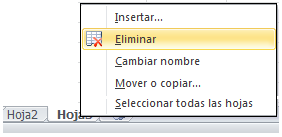 Insertar...
Eliminar
Cambiar nombre
Mover o copiar...
Seleccionar todas las hojas
Hoja2